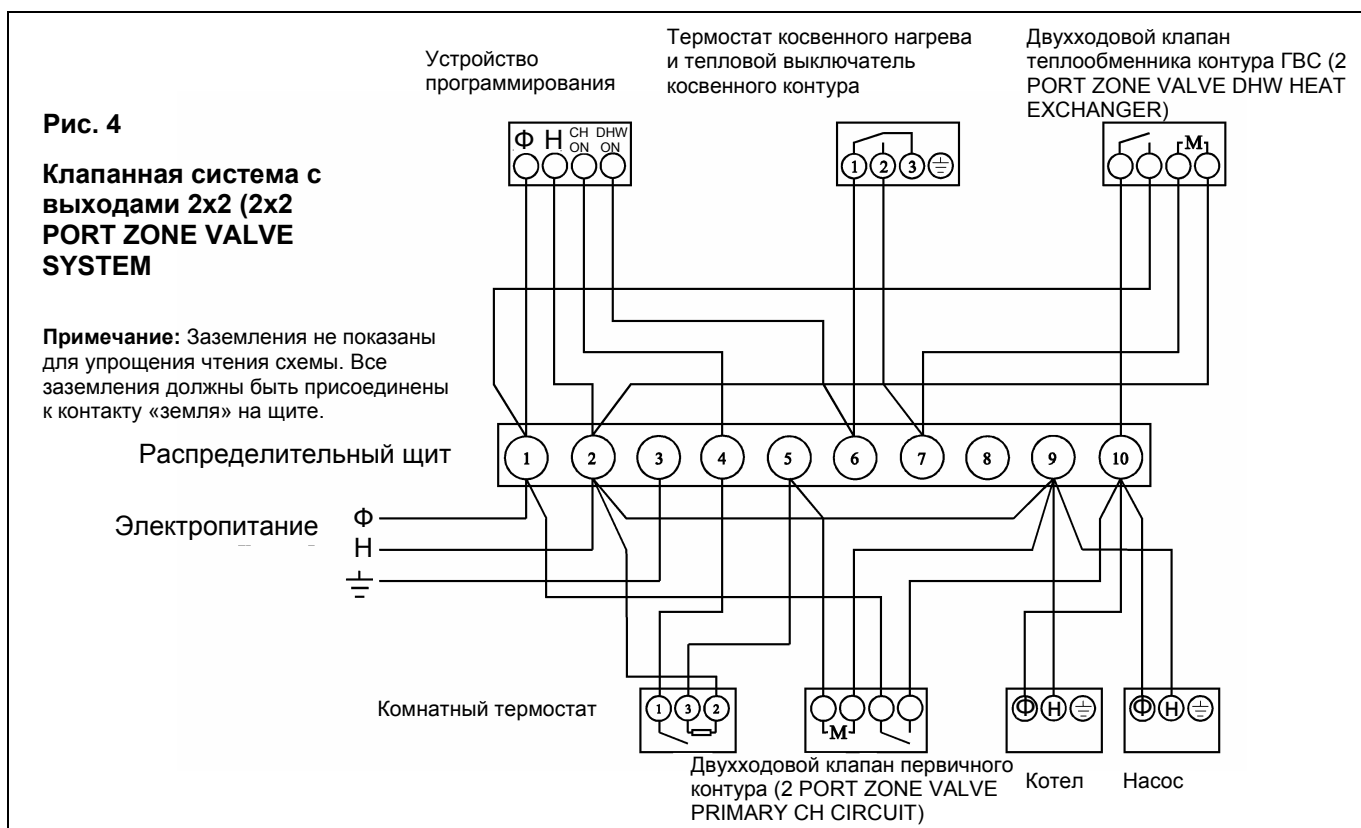 Устройство
программирования
Термостат косвенного нагрева
и тепловой выключатель
косвенного контура
Двухходовой клапан
теплообменника контура ГВС (2
PORT ZONE VALVE DHW HEAT
EXCHANGER)
Рис. 4
Клапанная система с
выходами 2x2 (2x2
PORT ZONE VALVE
SYSTEM
Примечание: Заземления не показаны
для упрощения чтения схемы. Все
заземления должны быть присоединены
к контакту «земля» на щите.
Ф Н CH ON DHW ON
1 2 3
M
Распределительный щит
1 2 3 4 5 6 7 8 9 10
Электропитание
Ф
Н
Комнатный термостат
1 3 2
M
Ф Н
Ф Н
Двухходовой клапан первичного
контура (2 PORT ZONE VALVE
PRIMARY CH CIRCUIT)
Котел
Насос